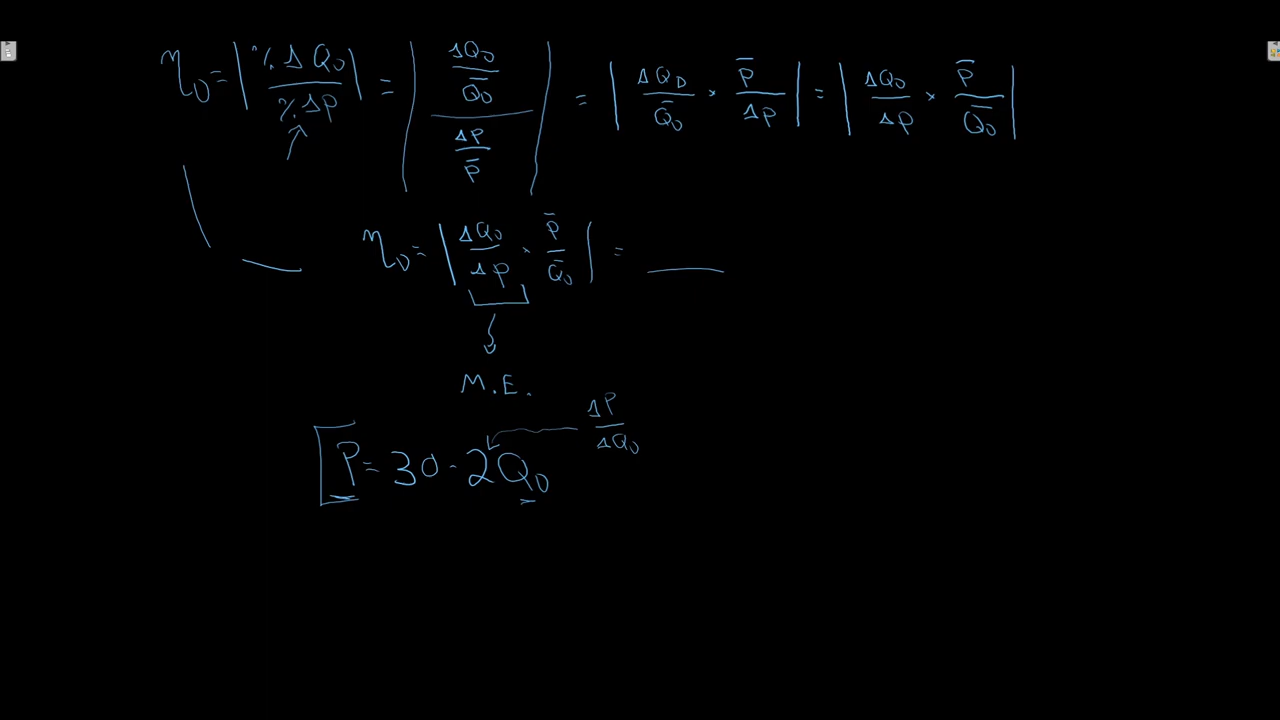 η_D = | %ΔQ_D / %ΔP | = | (ΔQ_D / Q̅_D) / (ΔP / P̅) | = | ΔQ_D / Q̅_D × P̅ / ΔP | = | ΔQ_D / ΔP × P̅ / Q̅_D |
η_D = | ΔQ_D / ΔP × P̅ / Q̅_D | = ___
M.E.
ΔP / ΔQ_D
P = 30 - 2Q_D